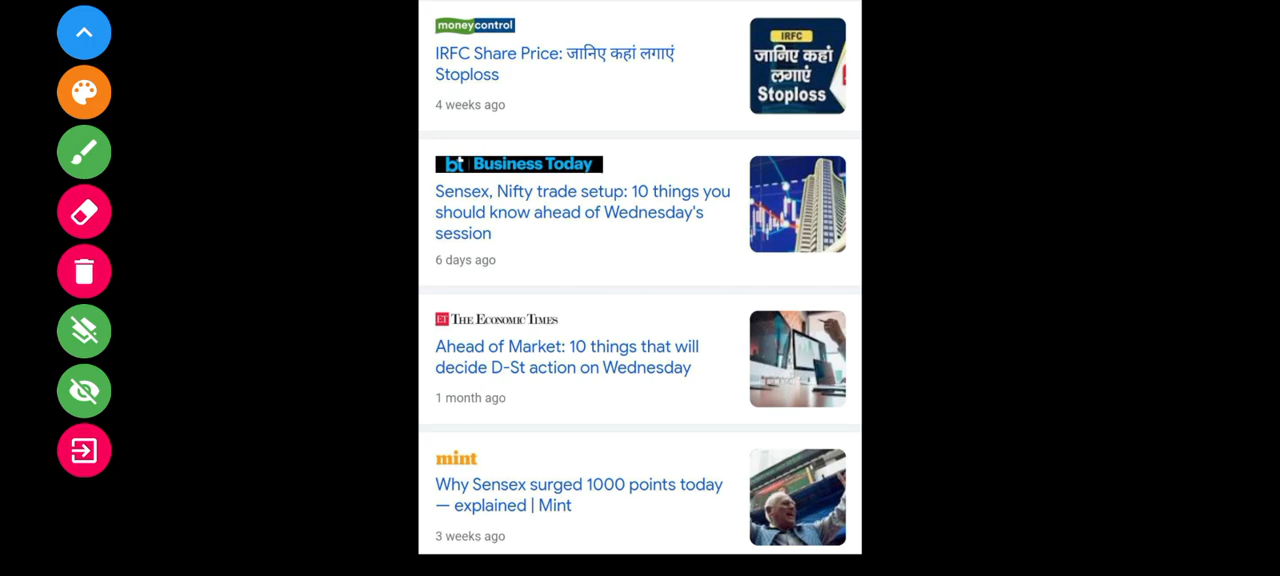 moneycontrol
IRFC Share Price: जानिए कहां लगाएं
Stoploss
4 weeks ago
IRFC
जानिए कहां
लगाएं
Stoploss
bt Business Today
Sensex, Nifty trade setup: 10 things you
should know ahead of Wednesday's
session
6 days ago
ET THE ECONOMIC TIMES
Ahead of Market: 10 things that will
decide D-St action on Wednesday
1 month ago
mint
Why Sensex surged 1000 points today
— explained | Mint
3 weeks ago